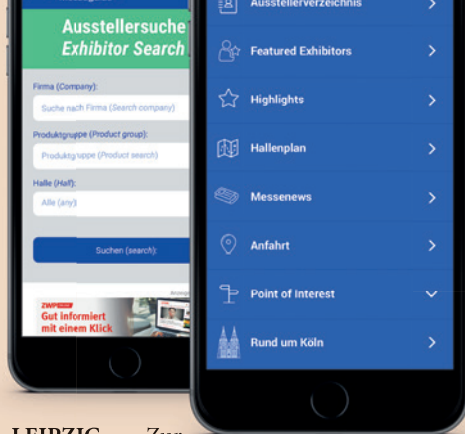 Ausstellersuche
Exhibitor Search
Firma (Company):
Suche nach Firma (Search company)
Produktgruppe (Product group):
Produktgruppe (Product search)
Halle (Hall):
Alle (any)
Suchen (search):
ZWP
Gut informiert
mit einem Klick
Ausstellerverzeichnis
Featured Exhibitors
Highlights
Hallenplan
Messenews
Anfahrt
Point of Interest
Rund um Köln
LEIPZIG Zur